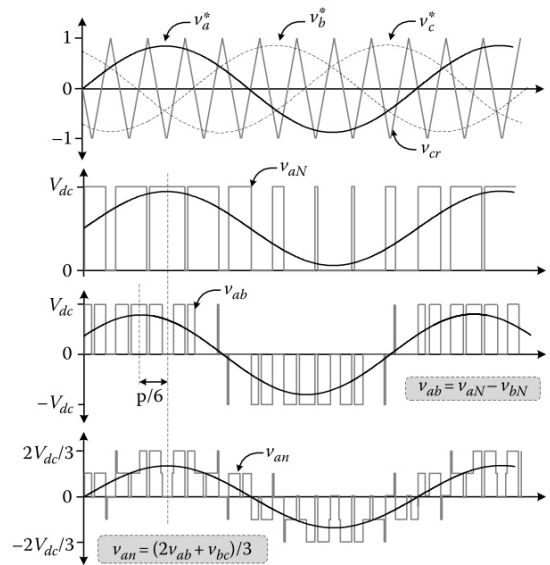 v*a v*b v*c
1
0
−1
vcr
vaN
Vdc
0
vab
Vdc
0
−Vdc
p/6
vab = vaN − vbN
2Vdc/3
van
0
−2Vdc/3
van = (2vab + vbc)/3